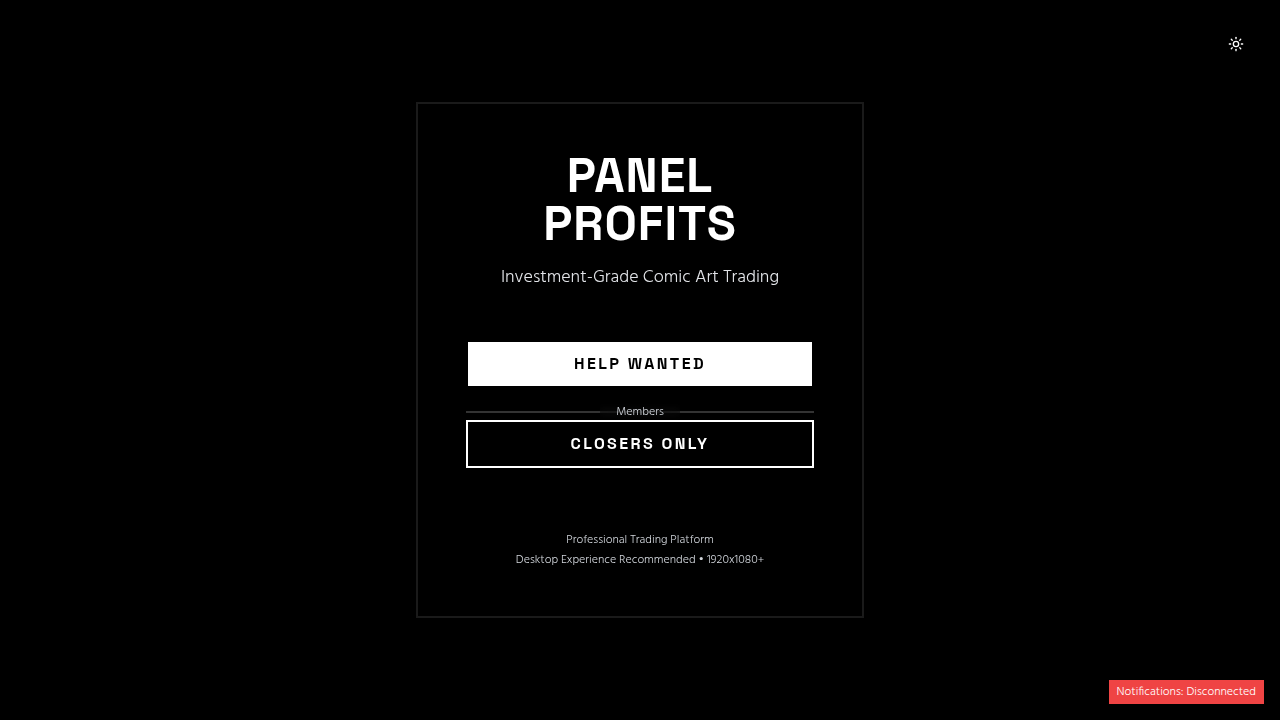 PANEL
PROFITS
Investment-Grade Comic Art Trading
HELP WANTED
Members
CLOSERS ONLY
Professional Trading Platform
Desktop Experience Recommended • 1920x1080+
Notifications: Disconnected